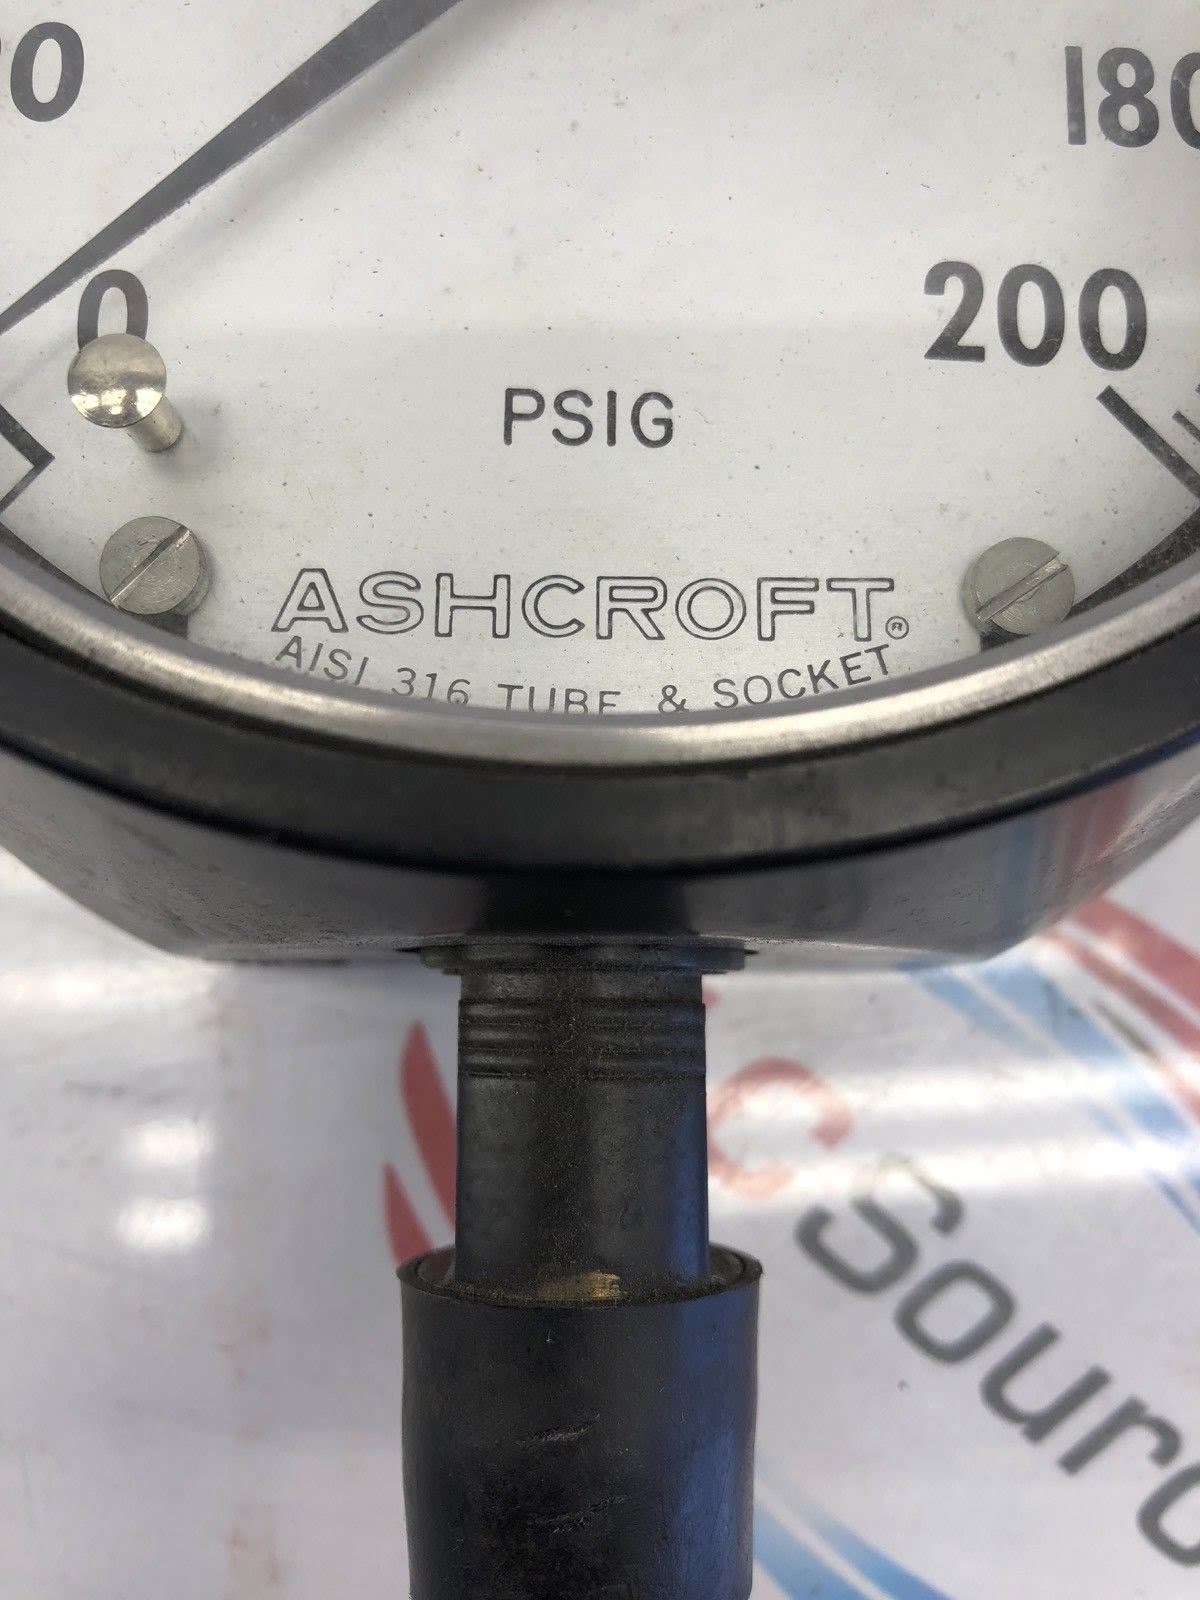 180
0
200
PSIG
ASHCROFT®
AISI 316 TUBE & SOCKET